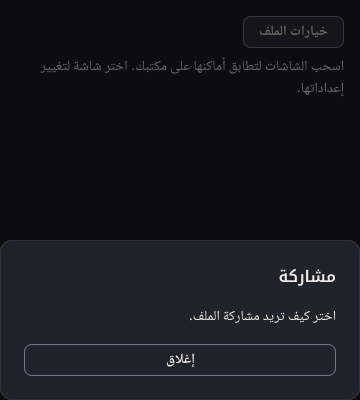 خيارات الملف
اسحب الشاشات لتطابق أماكنها على مكتبك. اختر شاشة لتغيير
إعداداتها.
مشاركة
اختر كيف تريد مشاركة الملف.
إغلاق